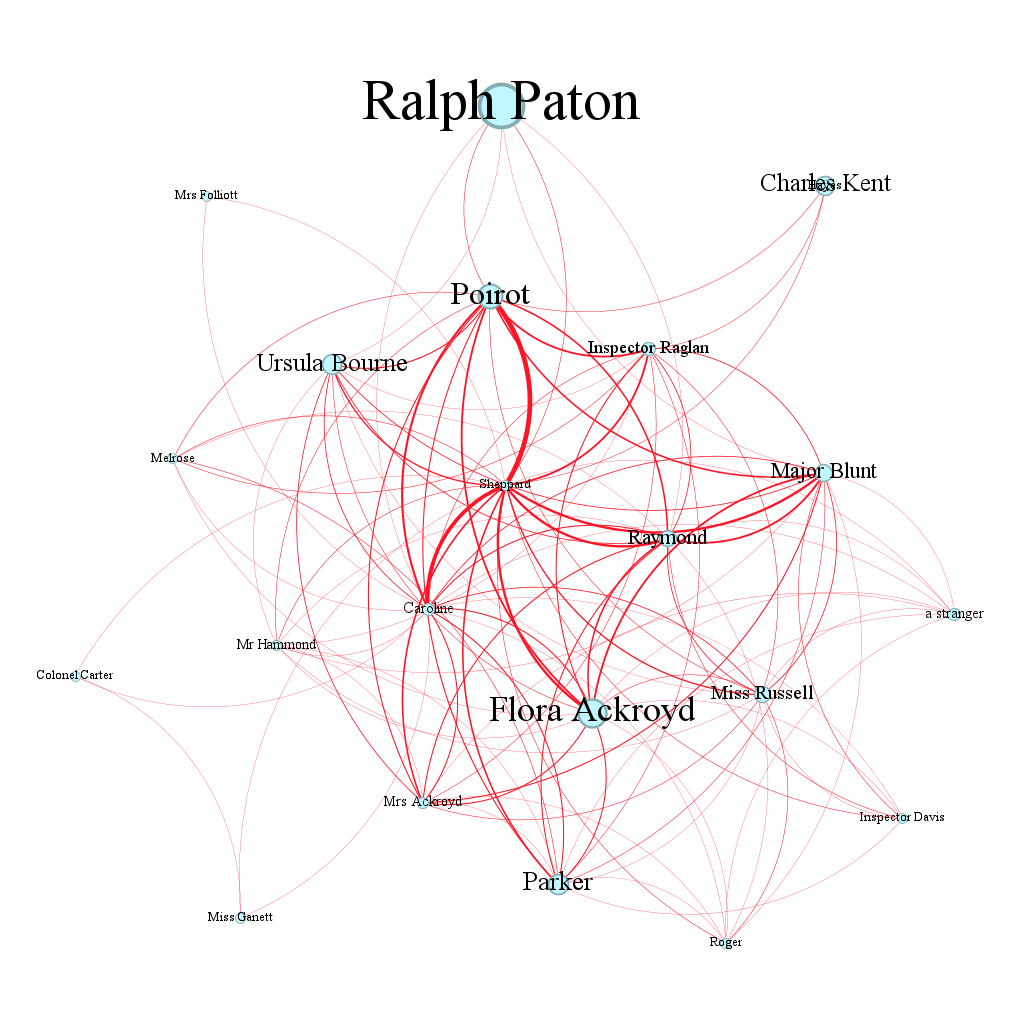 Ralph Paton
Charles Kent
Mrs Folliott
Poirot
Inspector Raglan
Ursula Bourne
Melrose
Major Blunt
Sheppard
Raymond
Caroline
a stranger
Mr Hammond
Colonel Carter
Miss Russell
Flora Ackroyd
Mrs Ackroyd
Inspector Davis
Parker
Miss Ganett
Roger